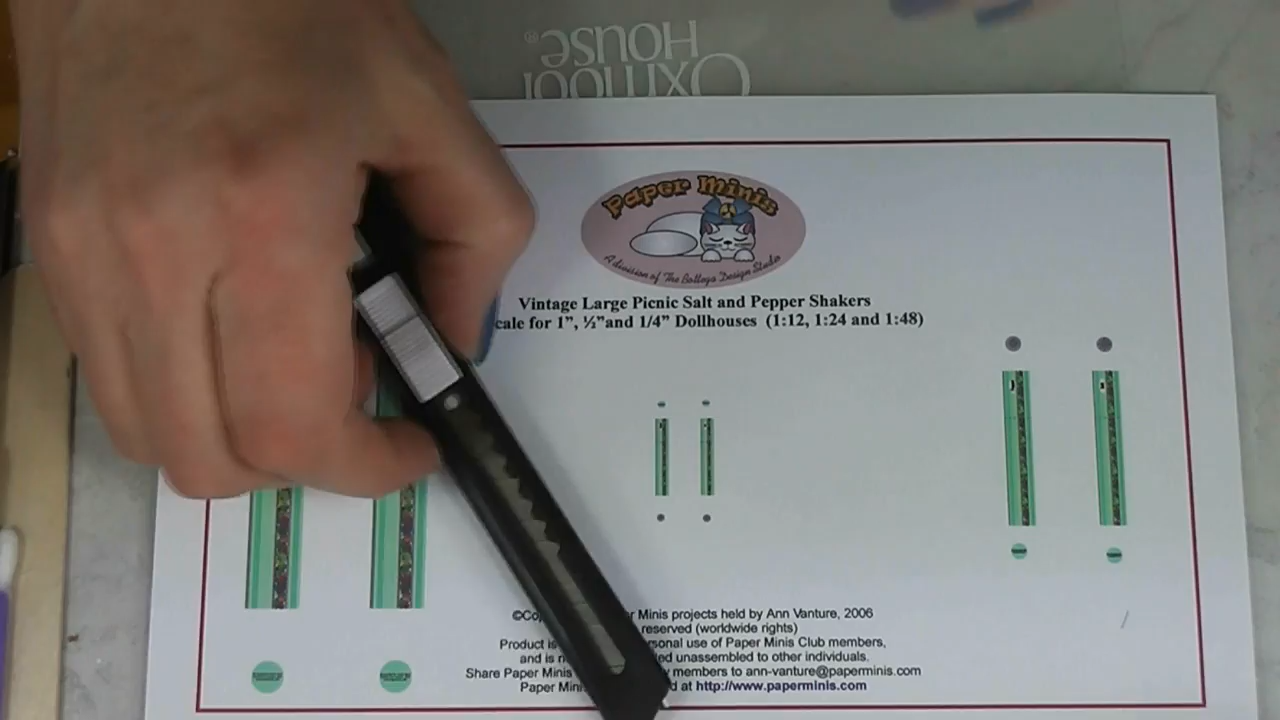 Oxmoor
House®
Paper Minis
A division of The Bottega Design Studio
Vintage Large Picnic Salt and Pepper Shakers
cale for 1”, ½”and 1/4” Dollhouses (1:12, 1:24 and 1:48)
©Co r Minis projects held by Ann Vanture, 2006
reserved (worldwide rights)
Product is rsonal use of Paper Minis Club members,
and is n ed unassembled to other individuals.
Share Paper Minis y members to ann-vanture@paperminis.com
Paper Mini d at http://www.paperminis.com